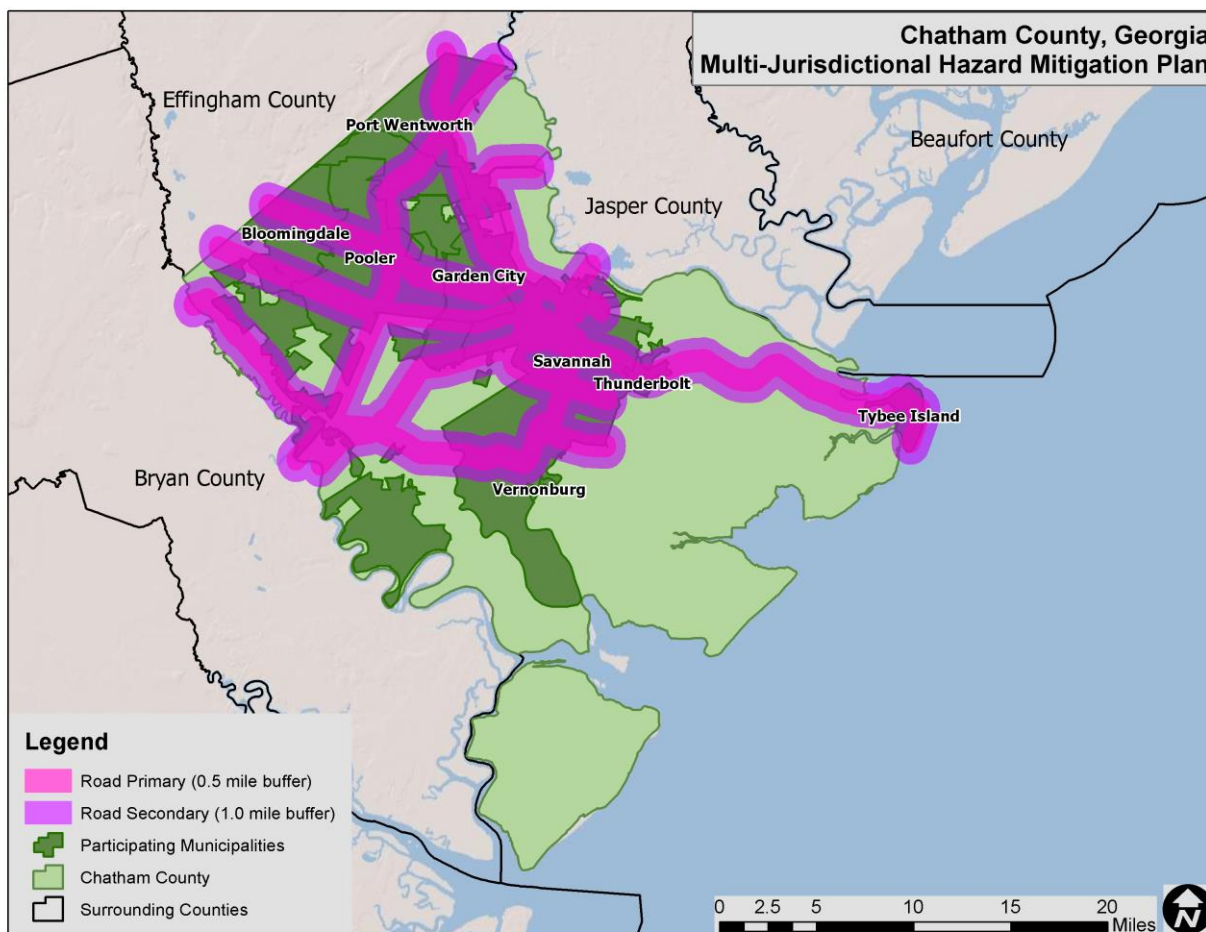 Chatham County, Georgia
Multi-Jurisdictional Hazard Mitigation Plan
Effingham County
Port Wentworth
Beaufort County
Jasper County
Bloomingdale
Pooler
Garden City
Savannah
Thunderbolt
Tybee Island
Bryan County
Vernonburg
Legend
Road Primary (0.5 mile buffer)
Road Secondary (1.0 mile buffer)
Participating Municipalities
Chatham County
Surrounding Counties
0 2.5 5 10 15 20
Miles
N